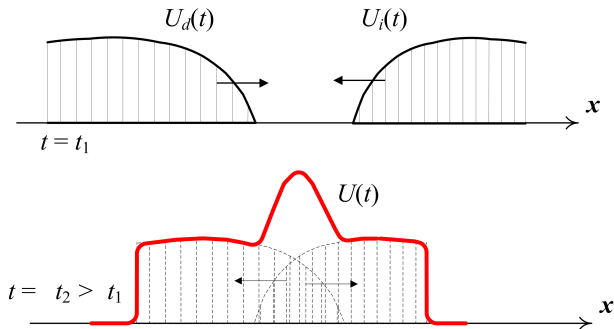 U_d(t) U_i(t)
x
t = t_1
U(t)
t = t_2 > t_1
x